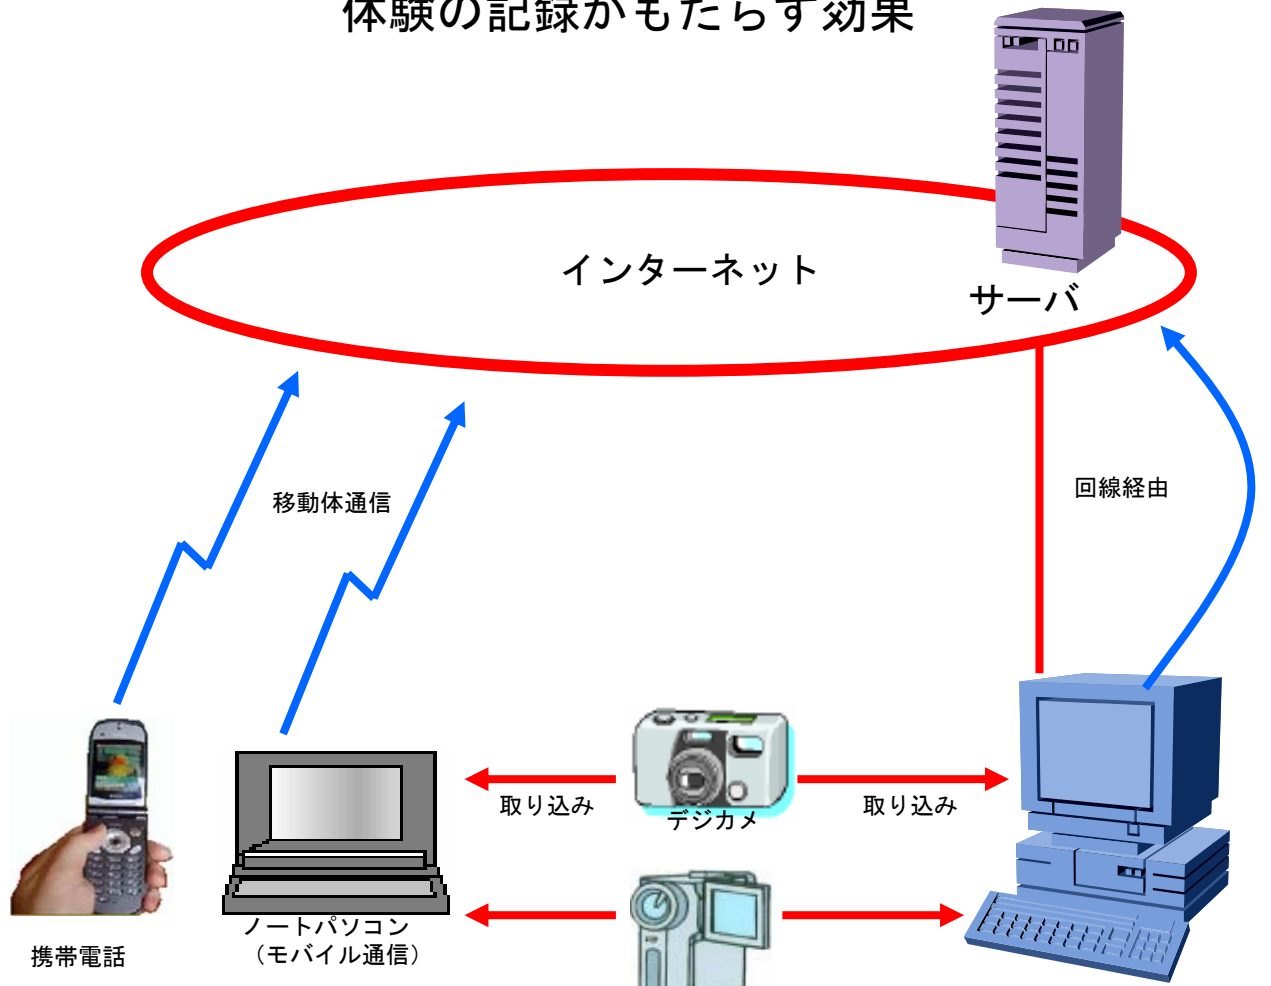 体験の記録がもたらす効果
インターネット
サーバ
移動体通信
回線経由
取り込み
デジカメ
取り込み
ノートパソコン
（モバイル通信）
携帯電話